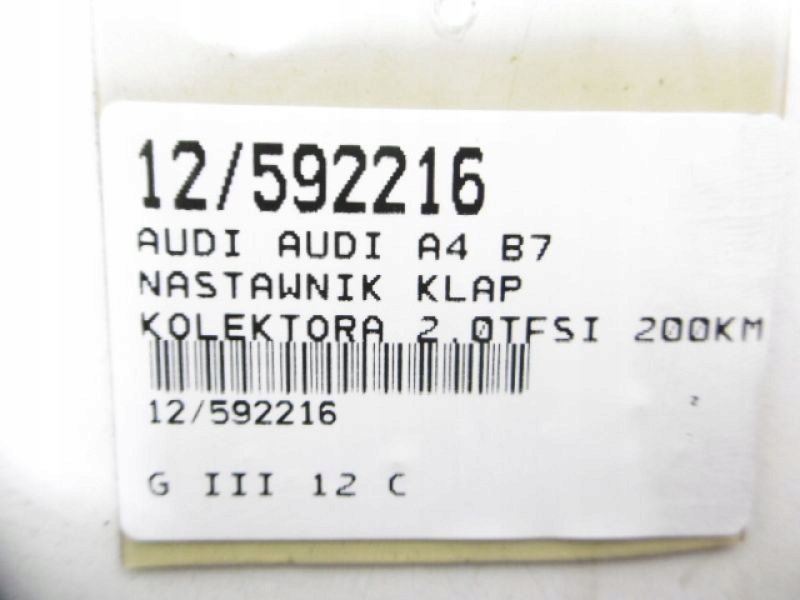 12/592216
AUDI AUDI A4 B7
NASTAWNIK KLAP
KOLEKTORA 2.0TFSI 200KM
12/592216
G III 12 C